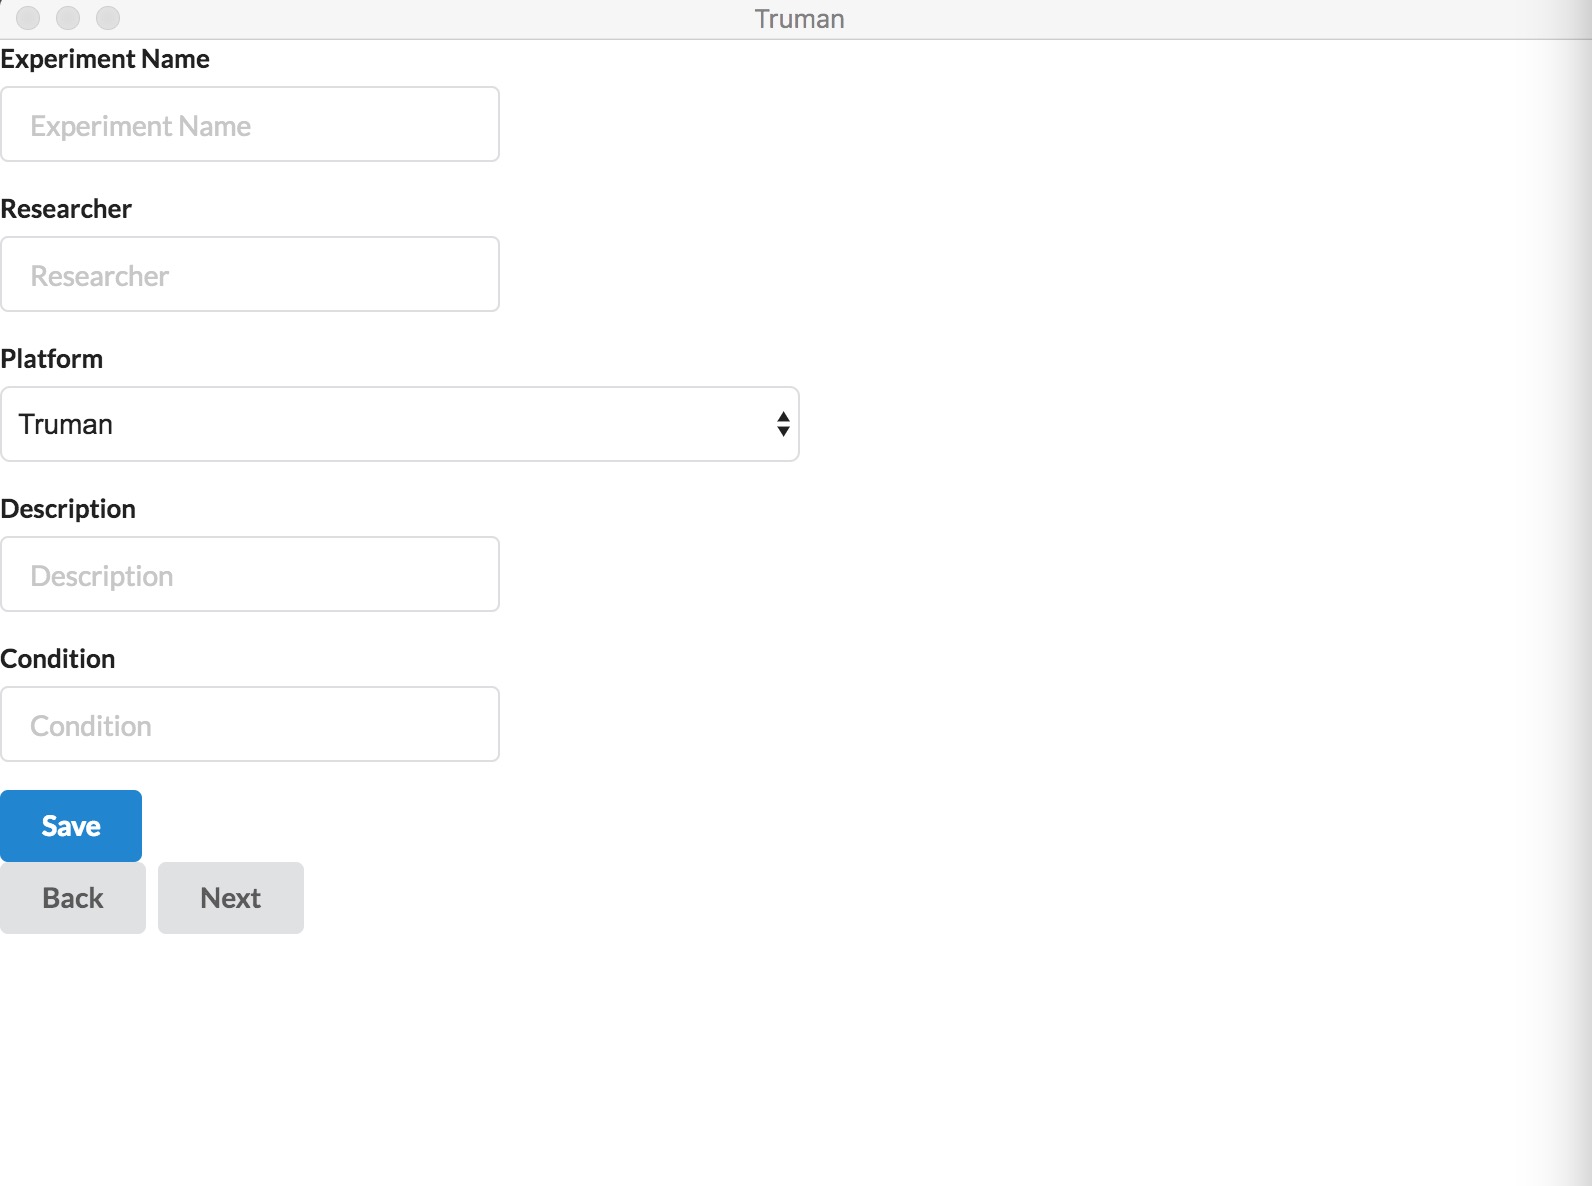 Truman
Experiment Name
Experiment Name
Researcher
Researcher
Platform
Truman
Description
Description
Condition
Condition
Save
Back Next